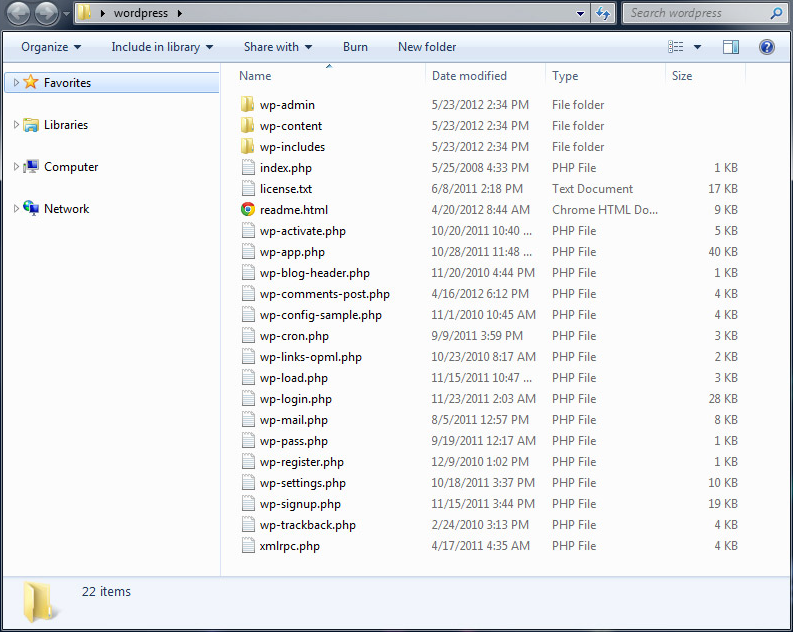 wordpress
Search wordpress
Organize Include in library Share with Burn New folder
Name Date modified Type Size
Favorites
Libraries
Computer
Network
wp-admin 5/23/2012 2:34 PM File folder
wp-content 5/23/2012 2:34 PM File folder
wp-includes 5/23/2012 2:34 PM File folder
index.php 5/25/2008 4:33 PM PHP File 1 KB
license.txt 6/8/2011 2:18 PM Text Document 17 KB
readme.html 4/20/2012 8:44 AM Chrome HTML Do... 9 KB
wp-activate.php 10/20/2011 10:40 ... PHP File 5 KB
wp-app.php 10/28/2011 11:48 ... PHP File 40 KB
wp-blog-header.php 11/20/2010 4:44 PM PHP File 1 KB
wp-comments-post.php 4/16/2012 6:12 PM PHP File 4 KB
wp-config-sample.php 11/1/2010 10:45 AM PHP File 4 KB
wp-cron.php 9/9/2011 3:59 PM PHP File 3 KB
wp-links-opml.php 10/23/2010 8:17 AM PHP File 2 KB
wp-load.php 11/15/2011 10:47 ... PHP File 3 KB
wp-login.php 11/23/2011 2:03 AM PHP File 28 KB
wp-mail.php 8/5/2011 12:57 PM PHP File 8 KB
wp-pass.php 9/19/2011 12:17 AM PHP File 1 KB
wp-register.php 12/9/2010 1:02 PM PHP File 1 KB
wp-settings.php 10/18/2011 3:37 PM PHP File 10 KB
wp-signup.php 11/15/2011 3:44 PM PHP File 19 KB
wp-trackback.php 2/24/2010 3:13 PM PHP File 4 KB
xmlrpc.php 4/17/2011 4:35 AM PHP File 4 KB
22 items